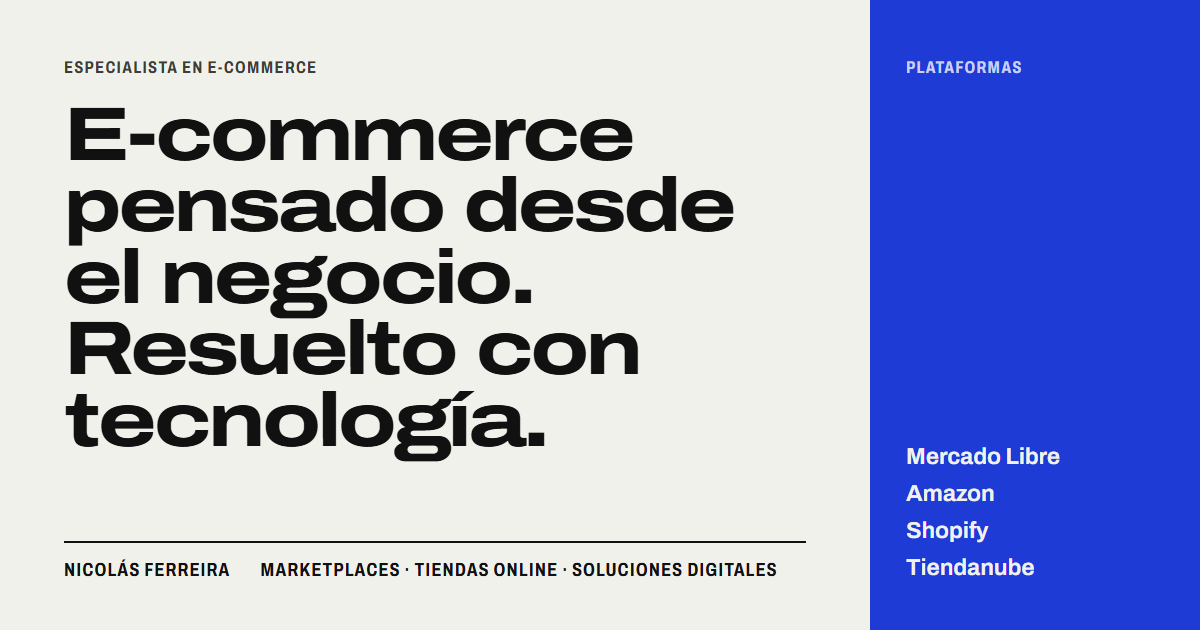 ESPECIALISTA EN E-COMMERCE
E-commerce
pensado desde
el negocio.
Resuelto con
tecnología.
NICOLÁS FERREIRA MARKETPLACES · TIENDAS ONLINE · SOLUCIONES DIGITALES
PLATAFORMAS
Mercado Libre
Amazon
Shopify
Tiendanube